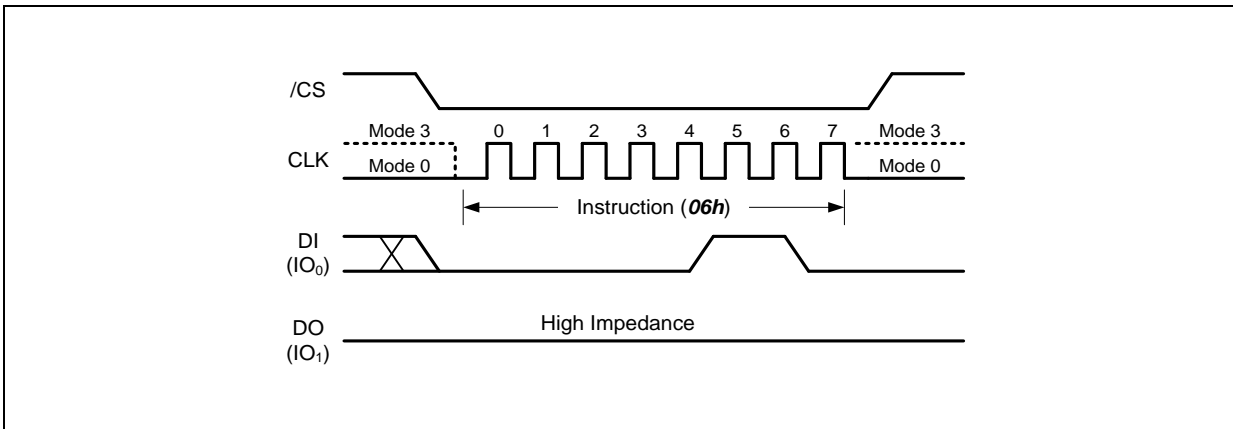 /CS
Mode 3 0 1 2 3 4 5 6 7 Mode 3
CLK
Mode 0 Mode 0
Instruction (06h)
DI
(IO₀)
High Impedance
DO
(IO₁)